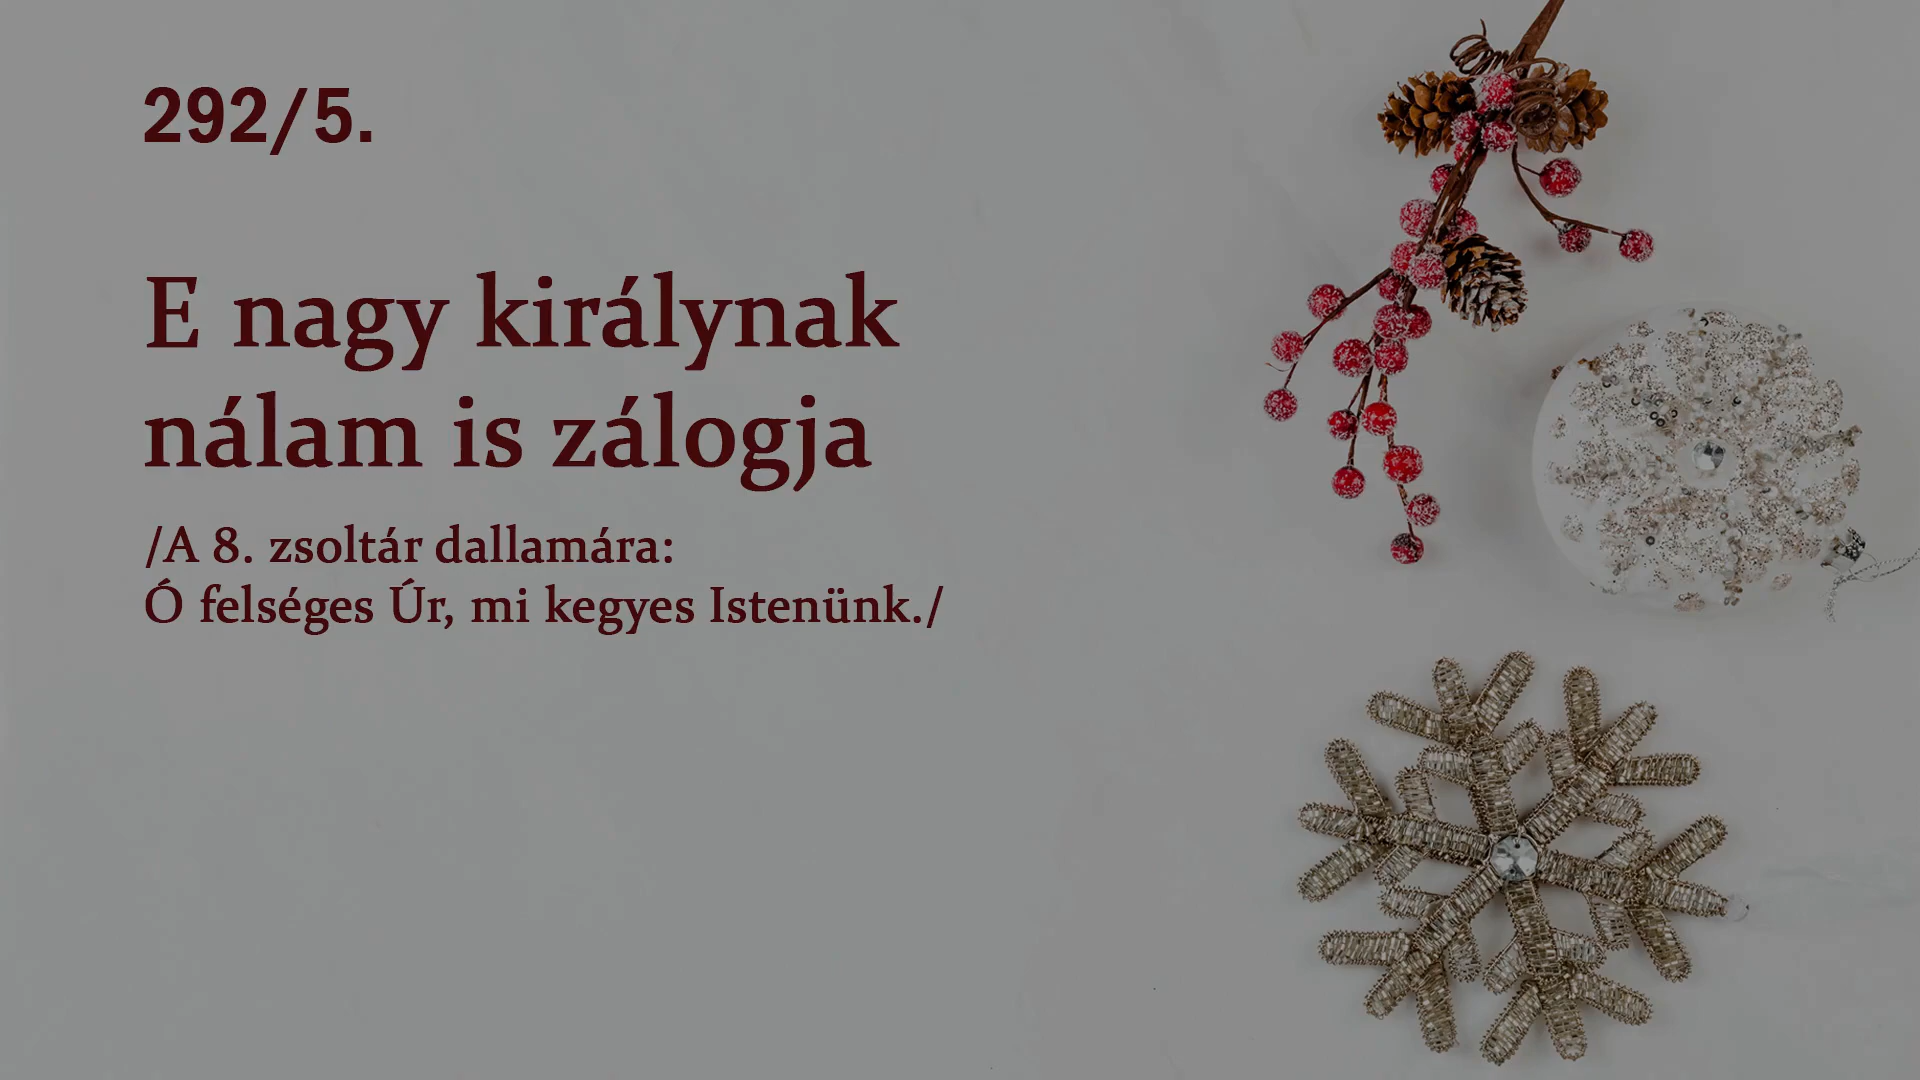 292/5.
E nagy királynak
nálam is zálogja
/A 8. zsoltár dallamára:
Ó felséges Úr, mi kegyes Istenünk./